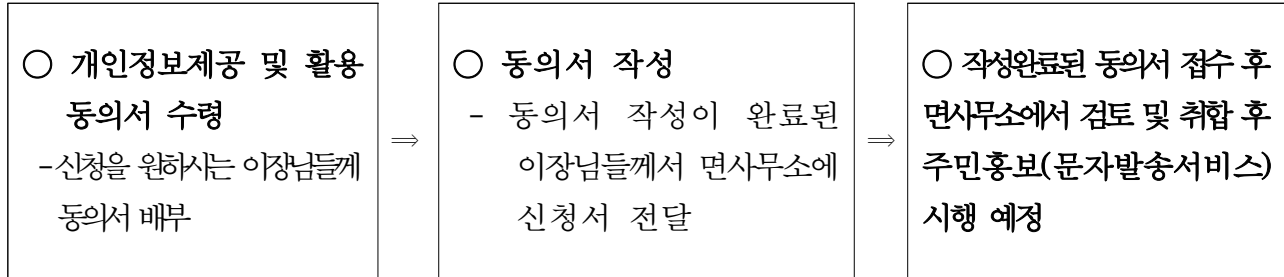 ○ 개인정보제공 및 활용
동의서 수령
-신청을 원하시는 이장님들께
동의서 배부
⇒
○ 동의서 작성
- 동의서 작성이 완료된
이장님들께서 면사무소에
신청서 전달
⇒
○ 작성완료된 동의서 접수 후
면사무소에서 검토 및 취합 후
주민홍보(문자발송서비스)
시행 예정